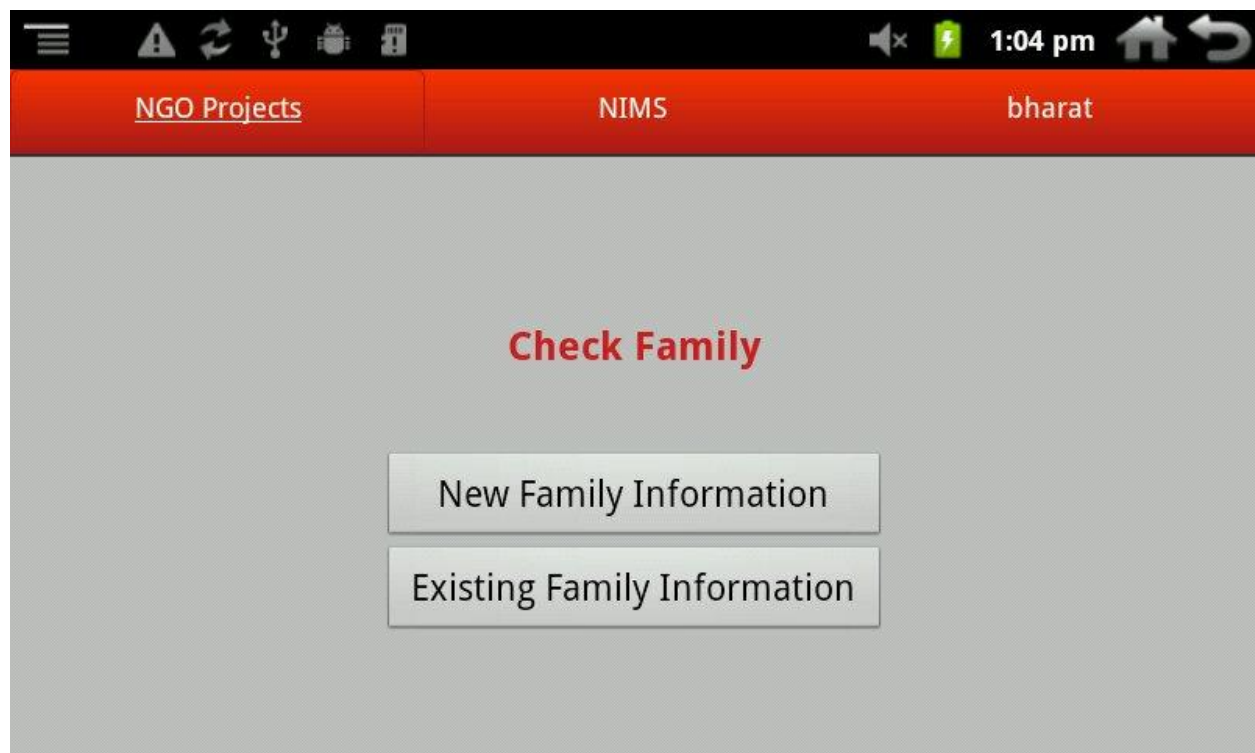 1:04 pm
NGO Projects NIMS bharat
Check Family
New Family Information
Existing Family Information